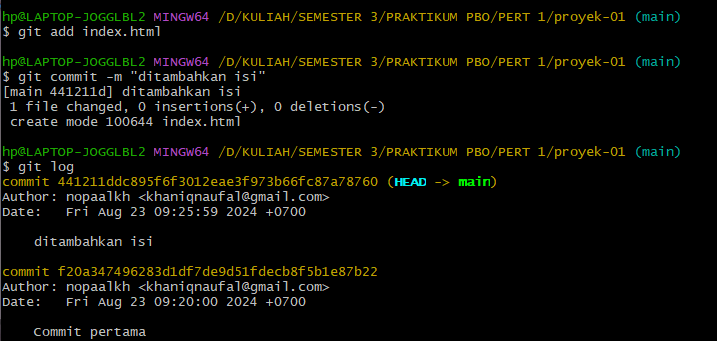 hp@LAPTOP-JOGGLBL2 MINGW64 /D/KULIAH/SEMESTER 3/PRAKTIKUM PBO/PERT 1/proyek-01 (main)
$ git add index.html
hp@LAPTOP-JOGGLBL2 MINGW64 /D/KULIAH/SEMESTER 3/PRAKTIKUM PBO/PERT 1/proyek-01 (main)
$ git commit -m "ditambahkan isi"
[main 441211d] ditambahkan isi
1 file changed, 0 insertions(+), 0 deletions(-)
create mode 100644 index.html
hp@LAPTOP-JOGGLBL2 MINGW64 /D/KULIAH/SEMESTER 3/PRAKTIKUM PBO/PERT 1/proyek-01 (main)
$ git log
commit 441211ddc895f6f3012eae3f973b66fc87a78760 (HEAD -> main)
Author: nopaalkh <khaniqnaufal@gmail.com>
Date:   Fri Aug 23 09:25:59 2024 +0700
ditambahkan isi
commit f20a347496283d1df7de9d51fdecb8f5b1e87b22
Author: nopaalkh <khaniqnaufal@gmail.com>
Date:   Fri Aug 23 09:20:00 2024 +0700
Commit pertama